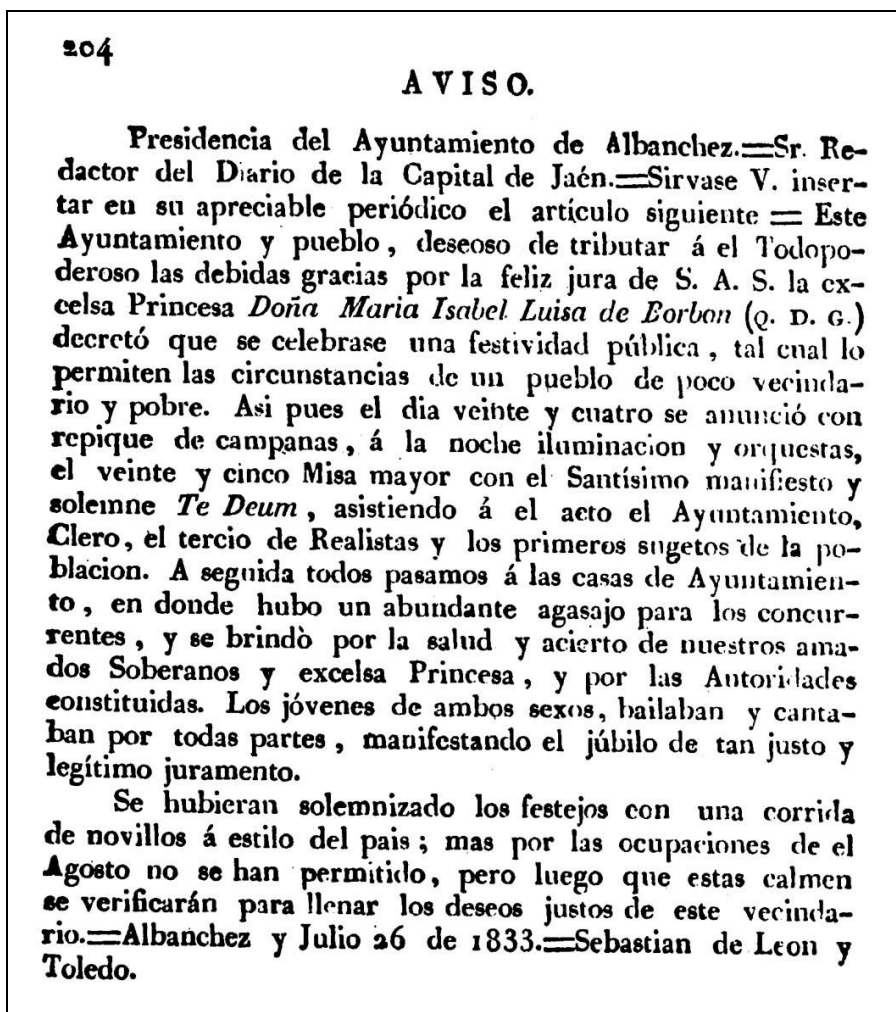 204
AVISO.
Presidencia del Ayuntamiento de Albanchez.=Sr. Re-
dactor del Diario de la Capital de Jaén.=Sirvase V. inser-
tar en su apreciable periódico el artículo siguiente = Este
Ayuntamiento y pueblo, deseoso de tributar á el Todopo-
deroso las debidas gracias por la feliz jura de S. A. S. la ex-
celsa Princesa Doña Maria Isabel Luisa de Borbon (Q. D. G.)
decretó que se celebrase una festividad pública, tal cual lo
permiten las circunstancias de un pueblo de poco vecinda-
rio y pobre. Asi pues el dia veinte y cuatro se anunció con
repique de campanas, á la noche iluminacion y orquestas,
el veinte y cinco Misa mayor con el Santísimo manifiesto y
solemne Te Deum, asistiendo á el acto el Ayuntamiento,
Clero, el tercio de Realistas y los primeros sugetos de la po-
blacion. A seguida todos pasamos á las casas de Ayuntamien-
to, en donde hubo un abundante agasajo para los concur-
rentes, y se brindò por la salud y acierto de nuestros ama-
dos Soberanos y excelsa Princesa, y por las Autoridades
constituidas. Los jóvenes de ambos sexos, bailaban y canta-
ban por todas partes, manifestando el júbilo de tan justo y
legítimo juramento.
Se hubieran solemnizado los festejos con una corrida
de novillos á estilo del pais; mas por las ocupaciones de el
Agosto no se han permitido, pero luego que estas calmen
se verificarán para llenar los deseos justos de este vecinda-
rio.=Albanchez y Julio 26 de 1833.=Sebastian de Leon y
Toledo.